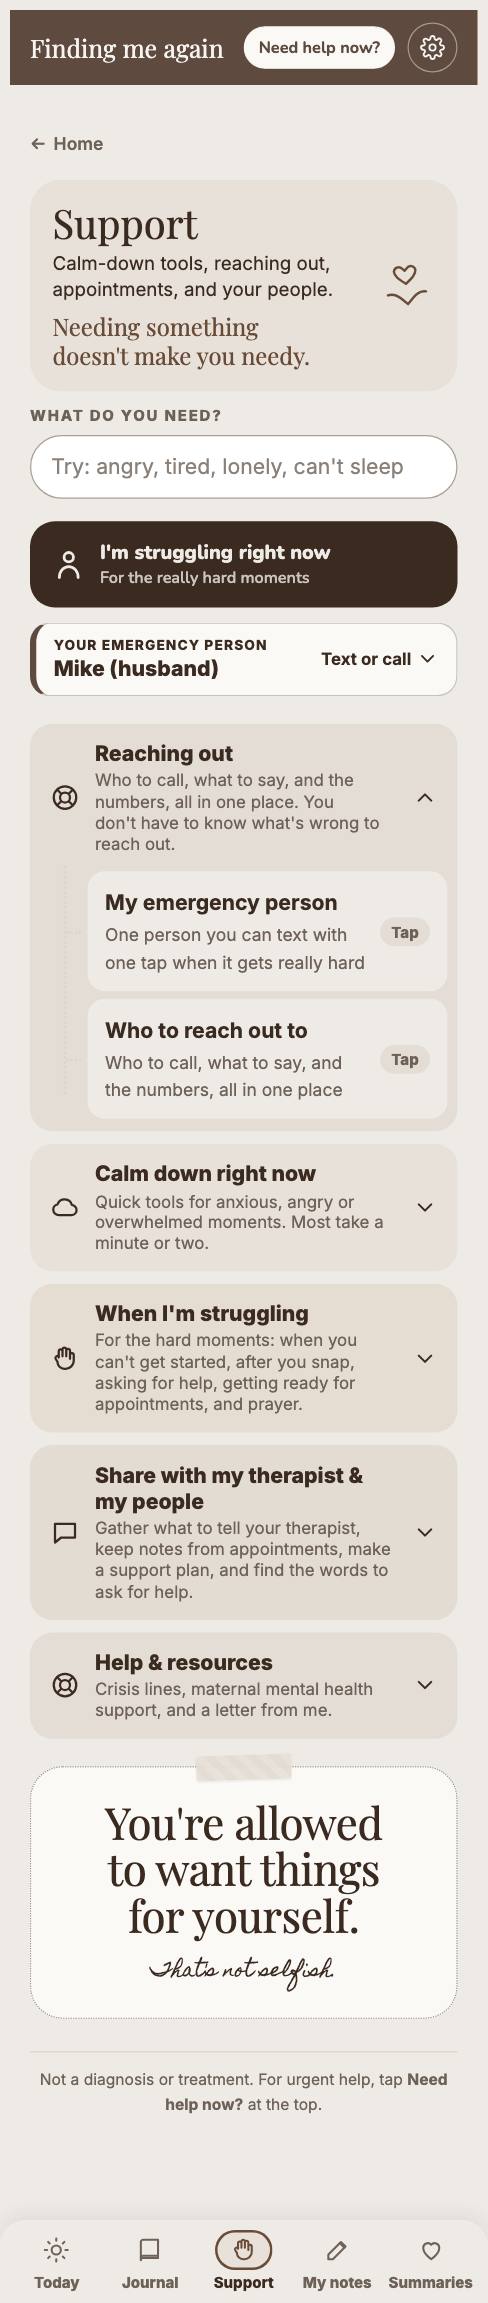 Finding me again
Need help now?
← Home
Support
Calm-down tools, reaching out,
appointments, and your people.
Needing something
doesn't make you needy.
WHAT DO YOU NEED?
Try: angry, tired, lonely, can't sleep
I'm struggling right now
For the really hard moments
YOUR EMERGENCY PERSON
Mike (husband)
Text or call
Reaching out
Who to call, what to say, and the
numbers, all in one place. You
don't have to know what's wrong to
reach out.
My emergency person
One person you can text with
one tap when it gets really hard
Tap
Who to reach out to
Who to call, what to say, and
the numbers, all in one place
Tap
Calm down right now
Quick tools for anxious, angry or
overwhelmed moments. Most take a
minute or two.
When I'm struggling
For the hard moments: when you
can't get started, after you snap,
asking for help, getting ready for
appointments, and prayer.
Share with my therapist &
my people
Gather what to tell your therapist,
keep notes from appointments, make
a support plan, and find the words to
ask for help.
Help & resources
Crisis lines, maternal mental health
support, and a letter from me.
You're allowed
to want things
for yourself.
That's not selfish.
Not a diagnosis or treatment. For urgent help, tap Need
help now? at the top.
Today
Journal
Support
My notes
Summaries